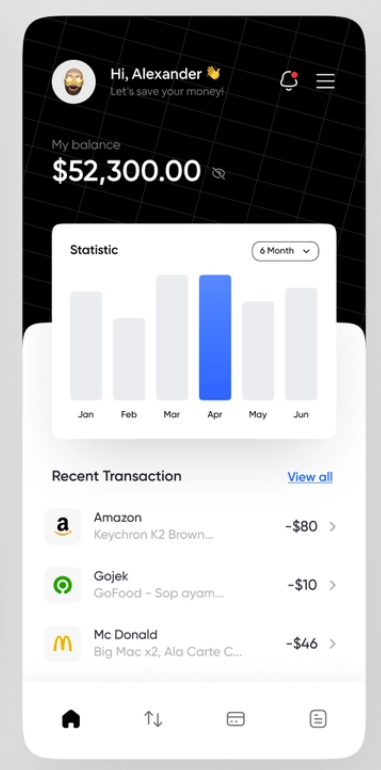 Hi, Alexander 👋
Let's save your money!
My balance
$52,300.00
Statistic
6 Month
Jan Feb Mar Apr May Jun
Recent Transaction View all
Amazon
Keychron K2 Brown...
-$80
Gojek
GoFood - Sop ayam...
-$10
Mc Donald
Big Mac x2, Ala Carte C...
-$46